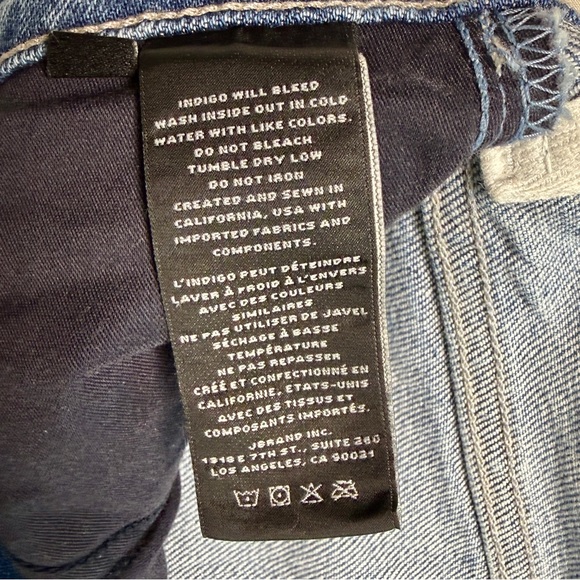 INDIGO WILL BLEED
WASH INSIDE OUT IN COLD
WATER WITH LIKE COLORS.
DO NOT BLEACH
TUMBLE DRY LOW
DO NOT IRON
CREATED AND SEWN IN
CALIFORNIA, USA WITH
IMPORTED FABRICS AND
COMPONENTS.
L'INDIGO PEUT DÉTEINDRE
LAVER À FROID À L'ENVERS
AVEC DES COULEURS
SIMILAIRES
NE PAS UTILISER DE JAVEL
SÉCHAGE À BASSE
TEMPÉRATURE
NE PAS REPASSER
CRÉÉ ET CONFECTIONNÉ EN
CALIFORNIE, ÉTATS-UNIS
AVEC DES TISSUS ET
COMPOSANTS IMPORTÉS.
JBRAND INC.
1318 E 7TH ST., SUITE 260
LOS ANGELES, CA 90021